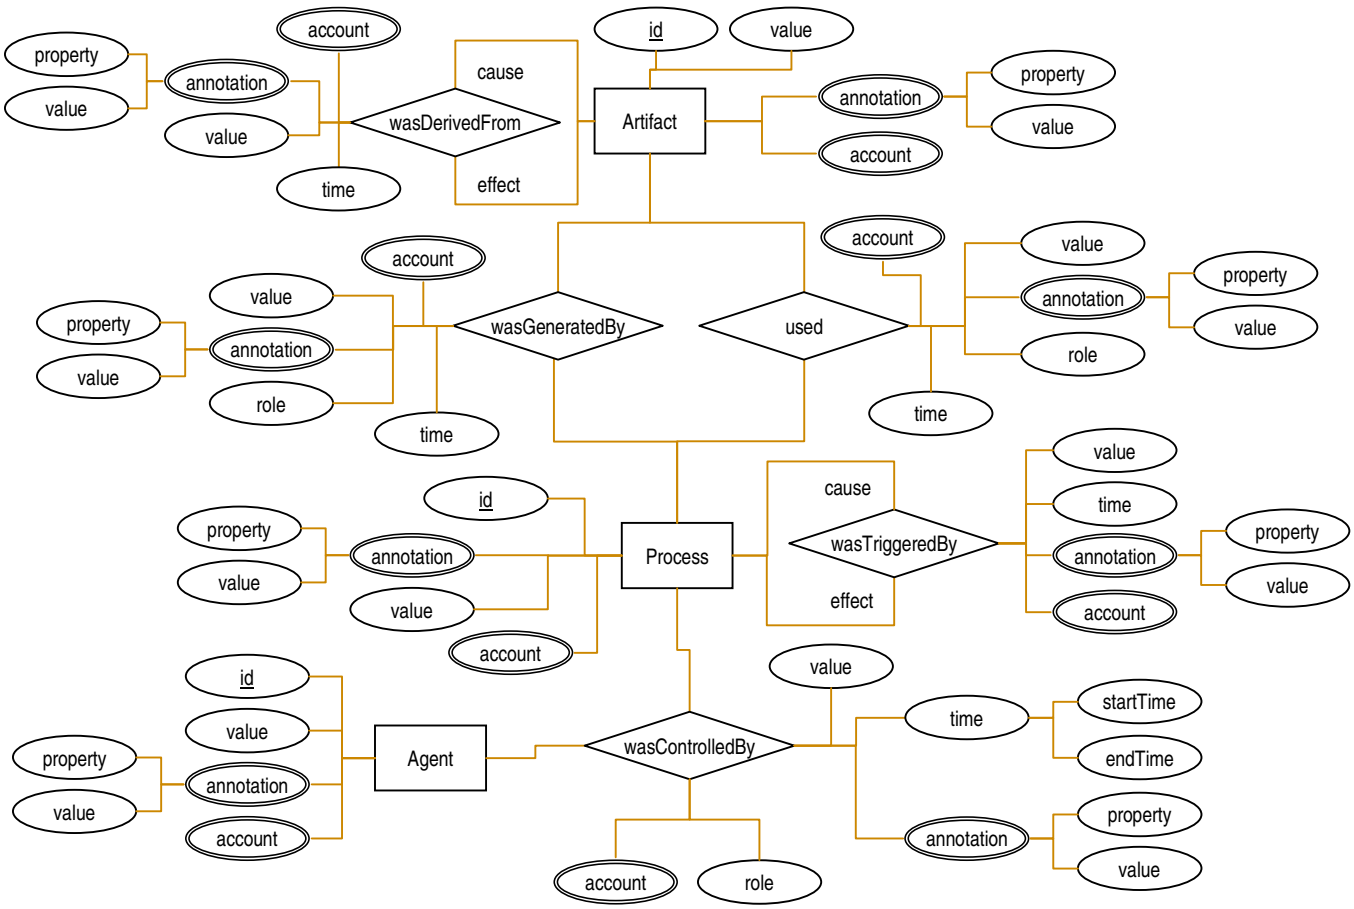 account
id
value
property
annotation
value
value
cause
wasDerivedFrom
effect
time
Artifact
annotation
property
value
account
account
value
property
annotation
value
role
time
wasGeneratedBy
used
account
value
annotation
property
value
role
time
id
property
annotation
value
value
account
Process
cause
wasTriggeredBy
effect
value
time
annotation
property
value
account
id
value
property
annotation
value
account
Agent
wasControlledBy
value
time
startTime
endTime
annotation
property
value
account
role